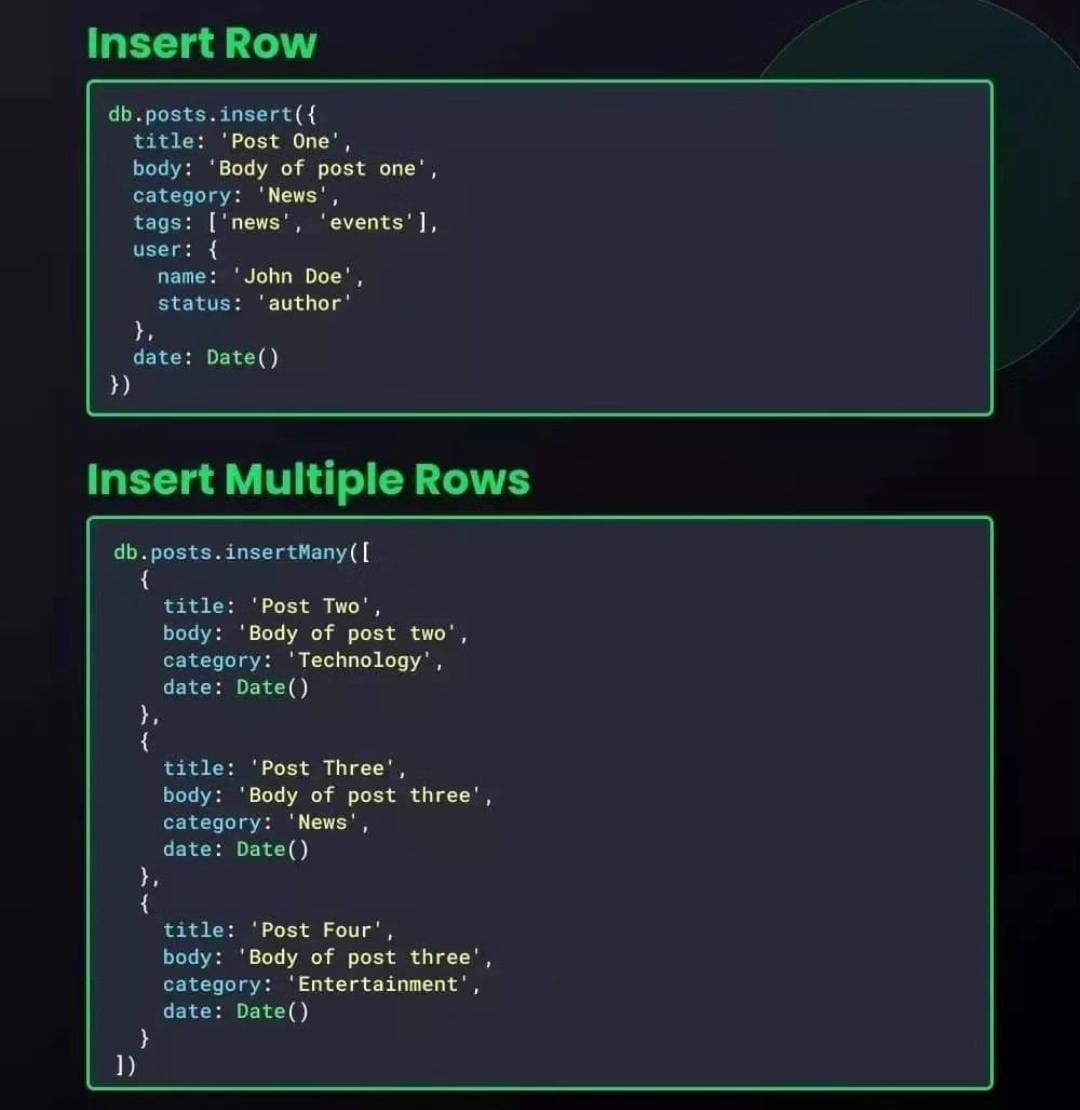 Insert Row
db.posts.insert({
  title: 'Post One',
  body: 'Body of post one',
  category: 'News',
  tags: ['news', 'events'],
  user: {
    name: 'John Doe',
    status: 'author'
  },
  date: Date()
})
Insert Multiple Rows
db.posts.insertMany([
  {
    title: 'Post Two',
    body: 'Body of post two',
    category: 'Technology',
    date: Date()
  },
  {
    title: 'Post Three',
    body: 'Body of post three',
    category: 'News',
    date: Date()
  },
  {
    title: 'Post Four',
    body: 'Body of post three',
    category: 'Entertainment',
    date: Date()
  }
])